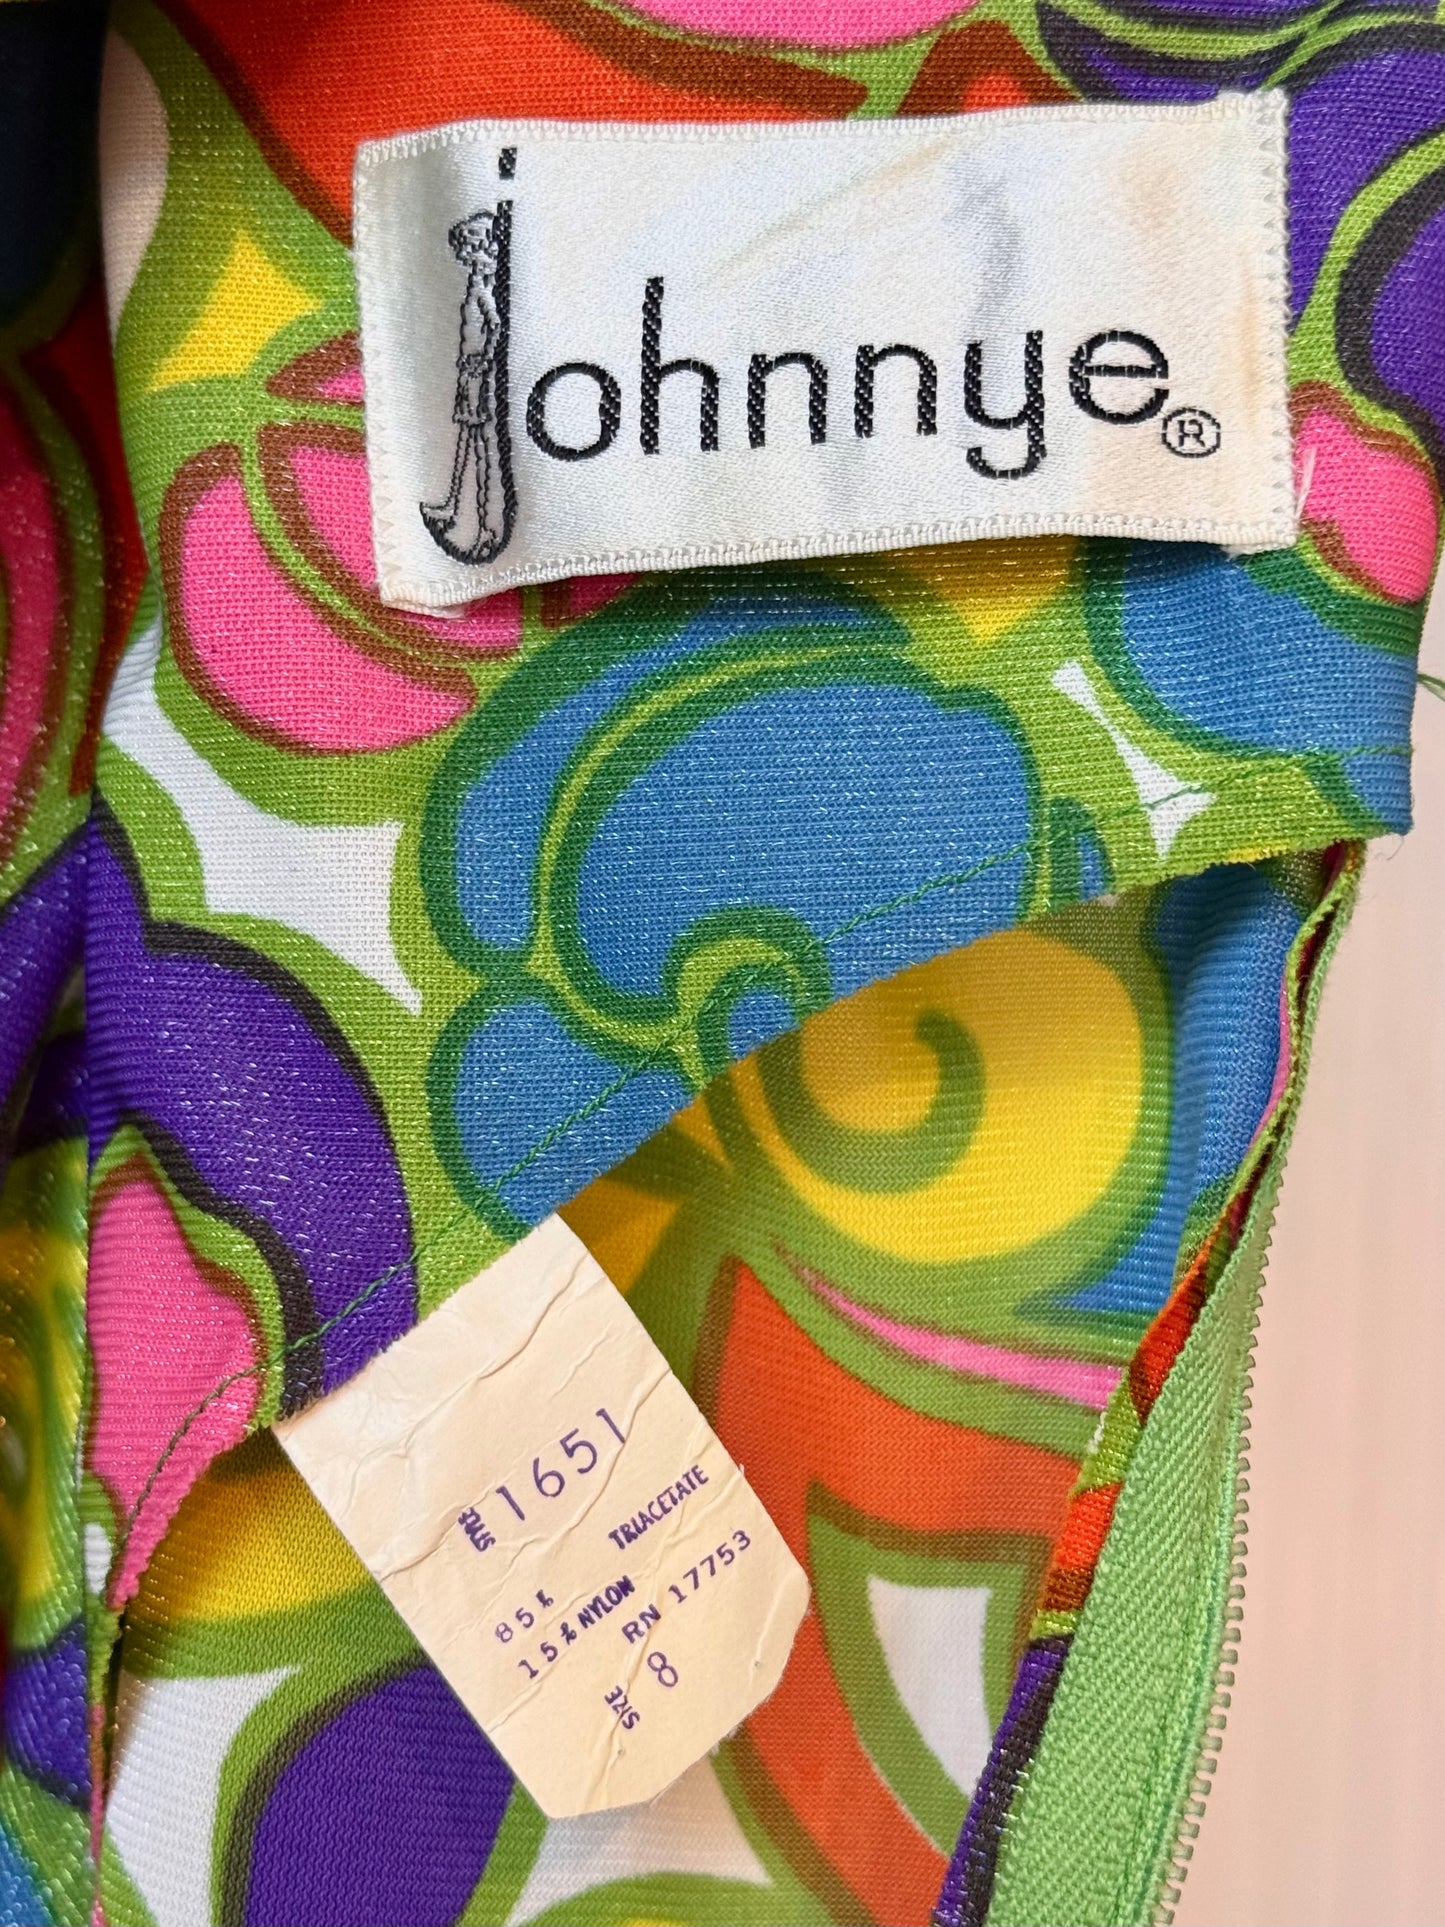 johnnye®
STYLE 1651
85% TRIACETATE
15% NYLON
RN 17753
SIZE 8